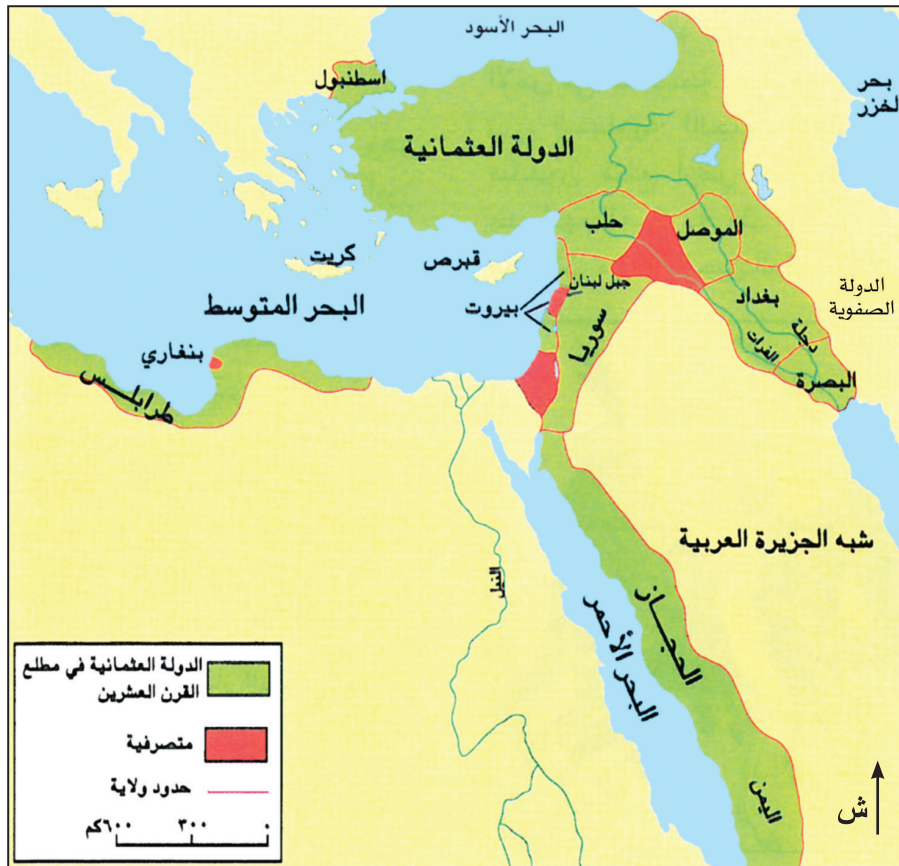 البحر الأسود
اسطنبول
بحر
لخزر
الدولة العثمانية
حلب
الموصل
كريت
قبرص
جبل لبنان
بغداد
الدولة
الصفوية
البحر المتوسط
بيروت
سوريا
دجلة
الفرات
بنغاري
طرابلس
البصرة
شبه الجزيرة العربية
النيل
الحجاز
البحر الأحمر
اليمن
ش
الدولة العثمانية في مطلع
القرن العشرين
متصرفية
حدود ولاية
٠ ٣٠٠ ٦٠٠كم